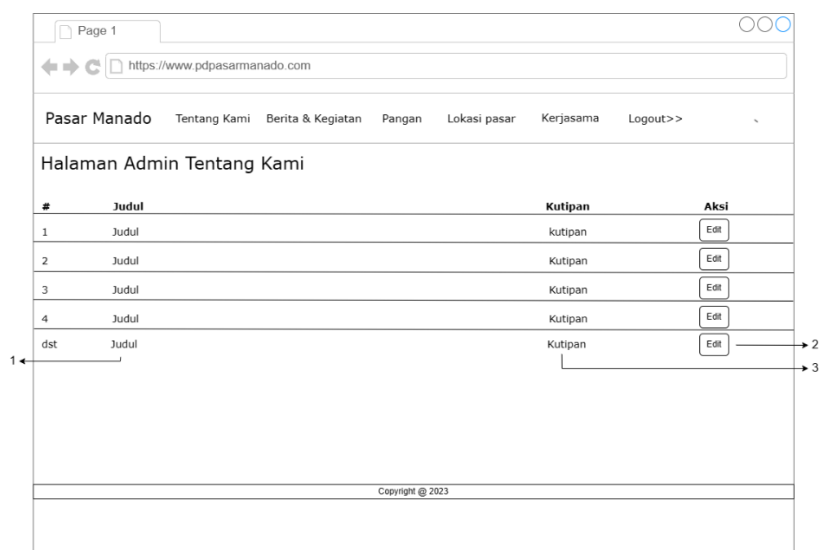 Page 1
https://www.pdpasarmanado.com
Pasar Manado Tentang Kami Berita & Kegiatan Pangan Lokasi pasar Kerjasama Logout>>
Halaman Admin Tentang Kami
# Judul Kutipan Aksi
1 Judul kutipan Edit
2 Judul Kutipan Edit
3 Judul Kutipan Edit
4 Judul Kutipan Edit
dst Judul Kutipan Edit 2
1 3
Copyright @ 2023